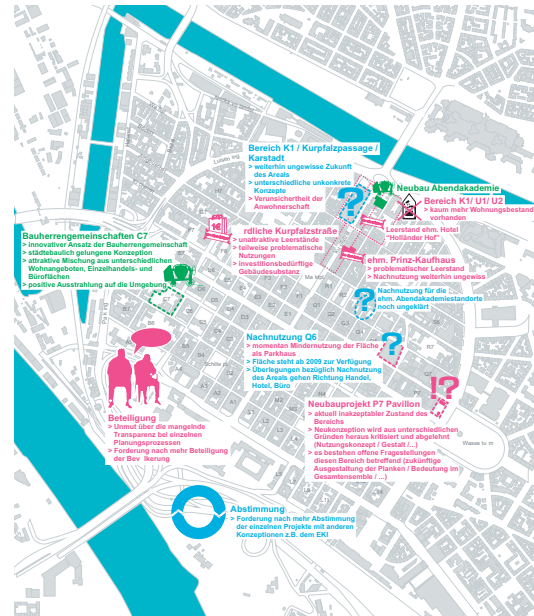 Bereich K1 / Kurpfalzpassage /
Karstadt
> weiterhin ungewisse Zukunft
des Areals
> unterschiedliche unkonkrete
Konzepte
> Verunsichertheit der
Anwohnerschaft
Neubau Abendakademie
Bereich K1/ U1/ U2
> kaum mehr Wohnungsbestand
vorhanden
Leerstand ehm. Hotel
"Holländer Hof"
Bauherrengemeinschaften C7
> innovativer Ansatz der Bauherrengemeinschaft
> städtebaulich gelungene Konzeption
> attraktive Mischung aus unterschiedlichen
Wohnangeboten, Einzelhandels- und
Büroflächen
> positive Ausstrahlung auf die Umgebung
1€
rdliche Kurpfalzstraße
> unattraktive Leerstände
> teilweise problematische
Nutzungen
> investitionsbedürftige
Gebäudesubstanz
ehm. Prinz-Kaufhaus
> problematischer Leerstand
> Nachnutzung weiterhin ungewiss
?
Nachnutzung für die
ehm. Abendakademiestandorte
noch ungeklärt
?
Nachnutzung Q6
> momentan Mindernutzung der Fläche
als Parkhaus
> Fläche steht ab 2009 zur Verfügung
> Überlegungen bezüglich Nachnutzung
des Areals gehen Richtung Handel,
Hotel, Büro
?
!?
Neubauprojekt P7 Pavillon
> aktuell inakzeptabler Zustand des
Bereichs
> Neukonzeption wird aus unterschiedlichen
Gründen heraus kritisiert und abgelehnt
(Nutzungskonzept / Gestalt /...)
> es bestehen offene Fragestellungen
diesen Bereich betreffend (zukünftige
Ausgestaltung der Planken / Bedeutung im
Gesamtensemble / ...)
Beteiligung
> Unmut über die mangelnde
Transparenz bei einzelnen
Planungsprozessen
> Forderung nach mehr Beteiligung
der Bev lkerung
Abstimmung
> Forderung nach mehr Abstimmung
der einzelnen Projekte mit anderen
Konzeptionen z.B. dem EKI